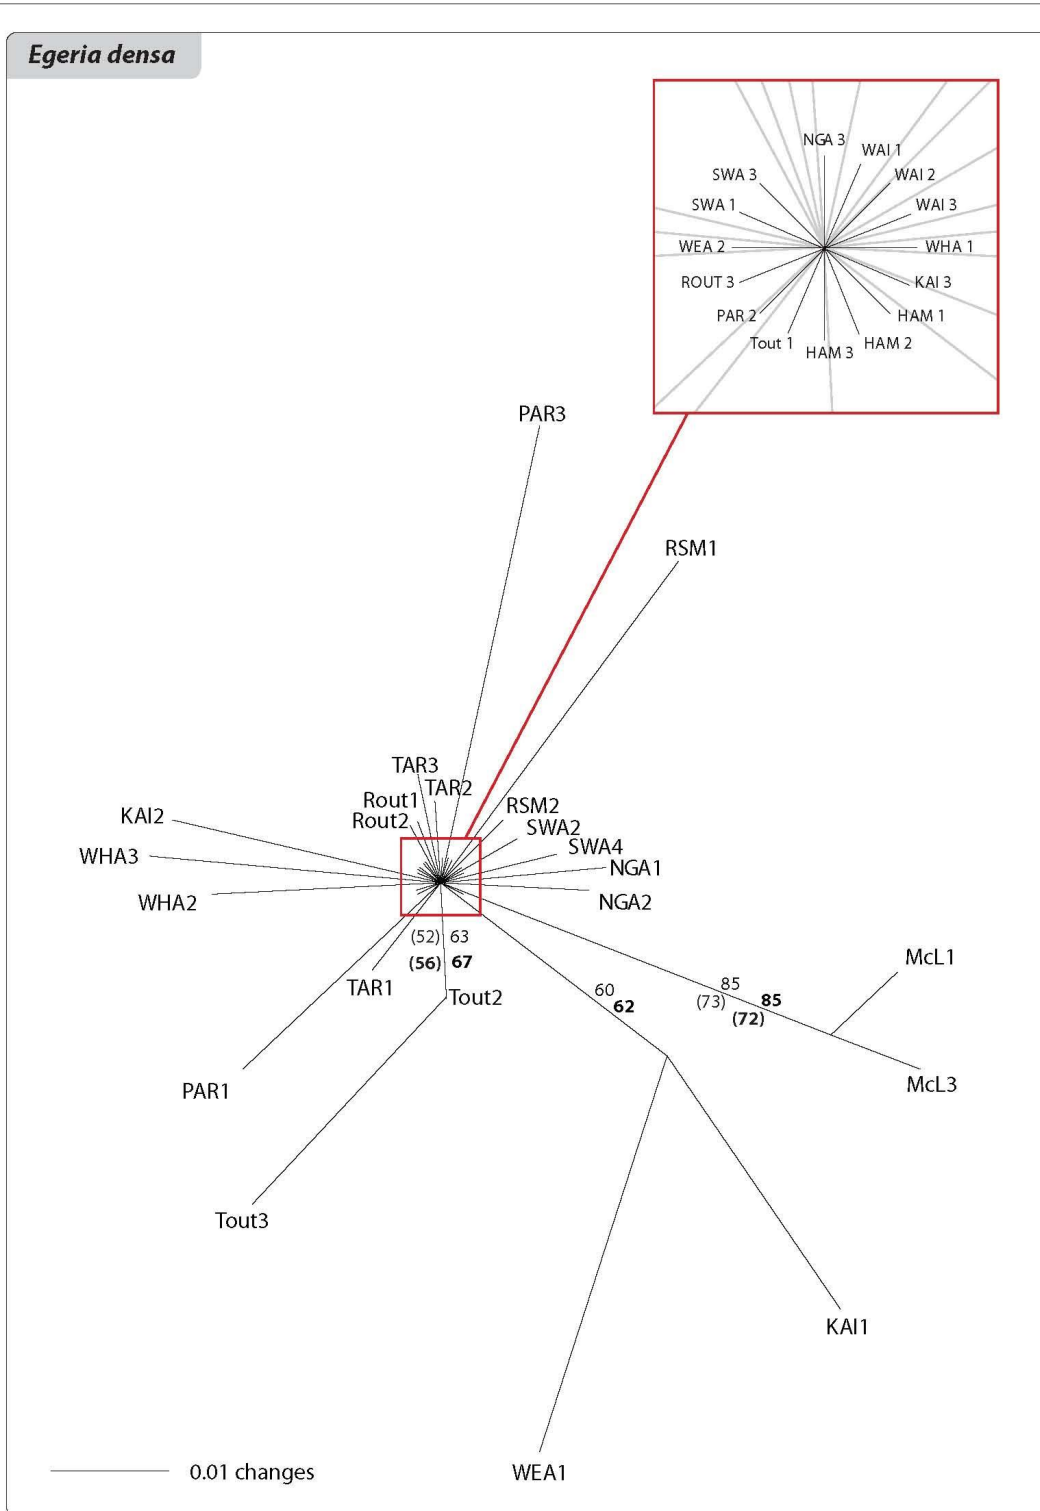 Egeria densa
NGA 3
WAI 1
SWA 3
WAI 2
SWA 1
WAI 3
WEA 2
WHA 1
ROUT 3
KAI 3
PAR 2
HAM 1
Tout 1
HAM 3
HAM 2
PAR3
RSM1
TAR3
TAR2
Rout1
RSM2
KAI2
Rout2
SWA2
SWA4
WHA3
NGA1
WHA2
NGA2
(52) 63
(56) 67
McL1
TAR1
Tout2
60
62
85
(73) 85
(72)
PAR1
McL3
Tout3
KAI1
WEA1
0.01 changes